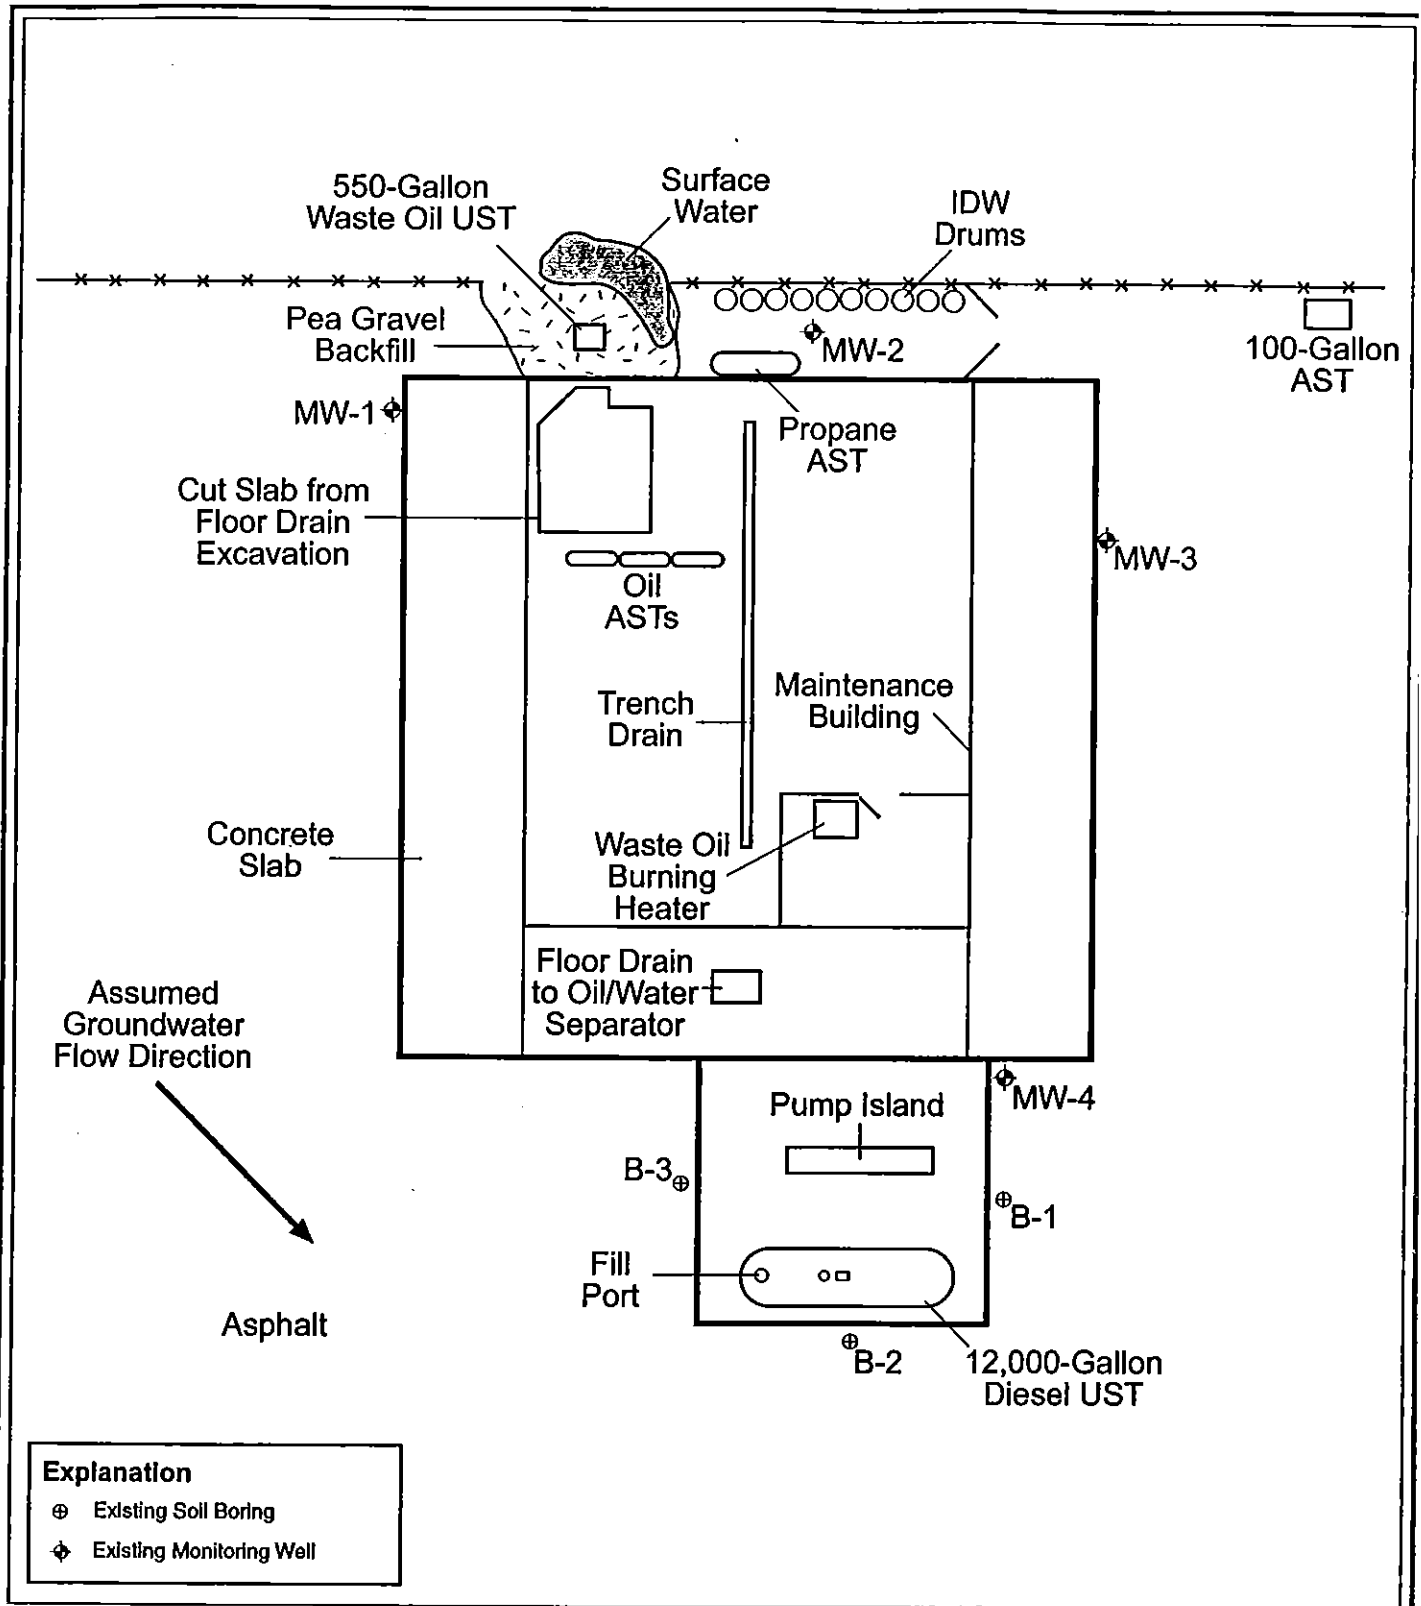 550-Gallon
Waste Oil UST
Surface
Water
IDW
Drums
Pea Gravel
Backfill
MW-2
100-Gallon
AST
MW-1
Propane
AST
Cut Slab from
Floor Drain
Excavation
MW-3
Oil
ASTs
Trench
Drain
Maintenance
Building
Concrete
Slab
Waste Oil
Burning
Heater
Floor Drain
to Oil/Water
Separator
Assumed
Groundwater
Flow Direction
MW-4
Pump Island
B-3
B-1
Fill
Port
Asphalt
B-2
12,000-Gallon
Diesel UST
Explanation
Existing Soil Boring
Existing Monitoring Well